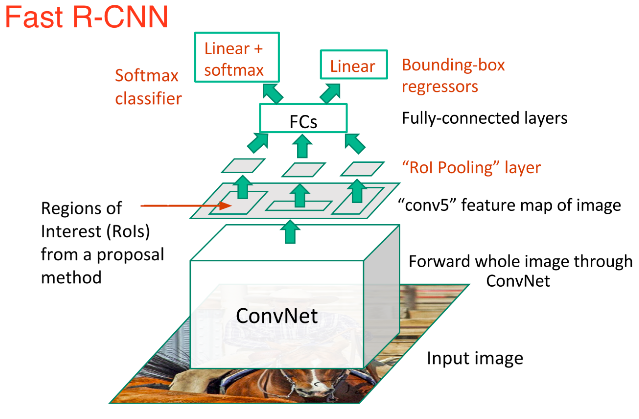 Fast R-CNN
Linear +
softmax
Linear
Softmax
classifier
Bounding-box
regressors
FCs
Fully-connected layers
"RoI Pooling" layer
Regions of
Interest (RoIs)
from a proposal
method
"conv5" feature map of image
Forward whole image through
ConvNet
ConvNet
Input image